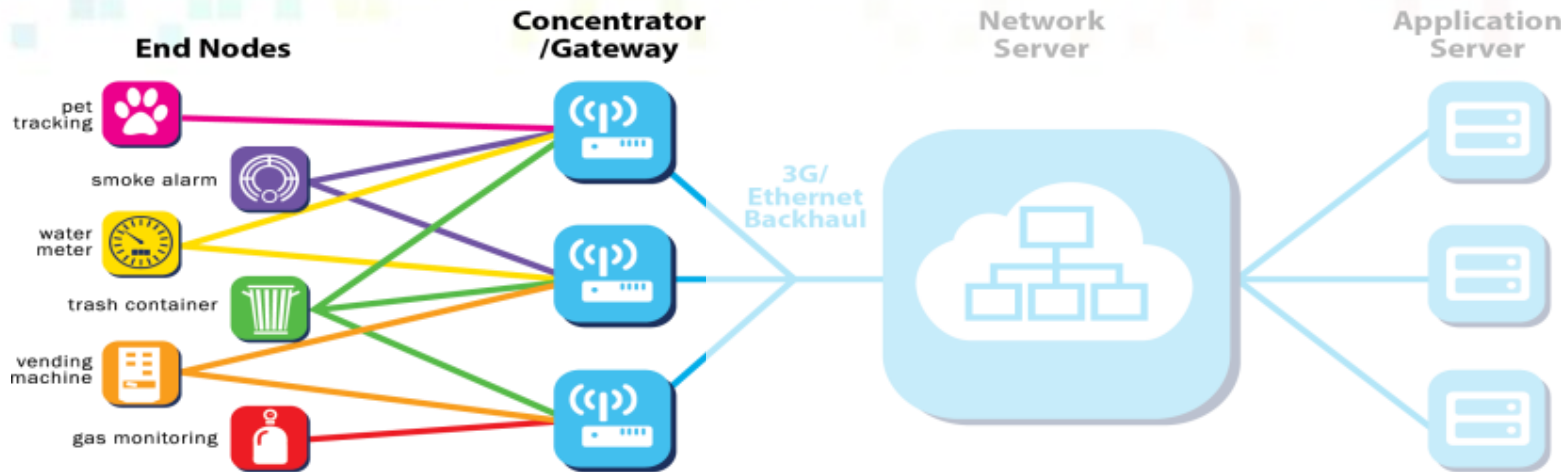 End Nodes
Concentrator
/Gateway
Network
Server
Application
Server
pet
tracking
smoke alarm
water
meter
trash container
vending
machine
gas monitoring
3G/
Ethernet
Backhaul